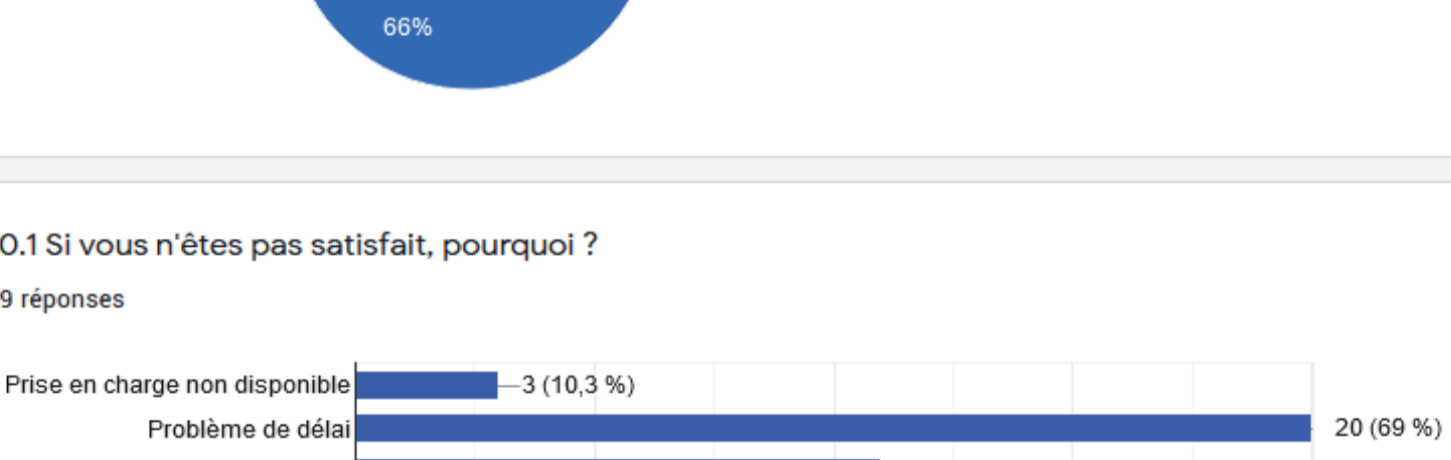 66%
0.1 Si vous n'êtes pas satisfait, pourquoi ?
9 réponses
Prise en charge non disponible 3 (10,3 %)
Problème de délai 20 (69 %)